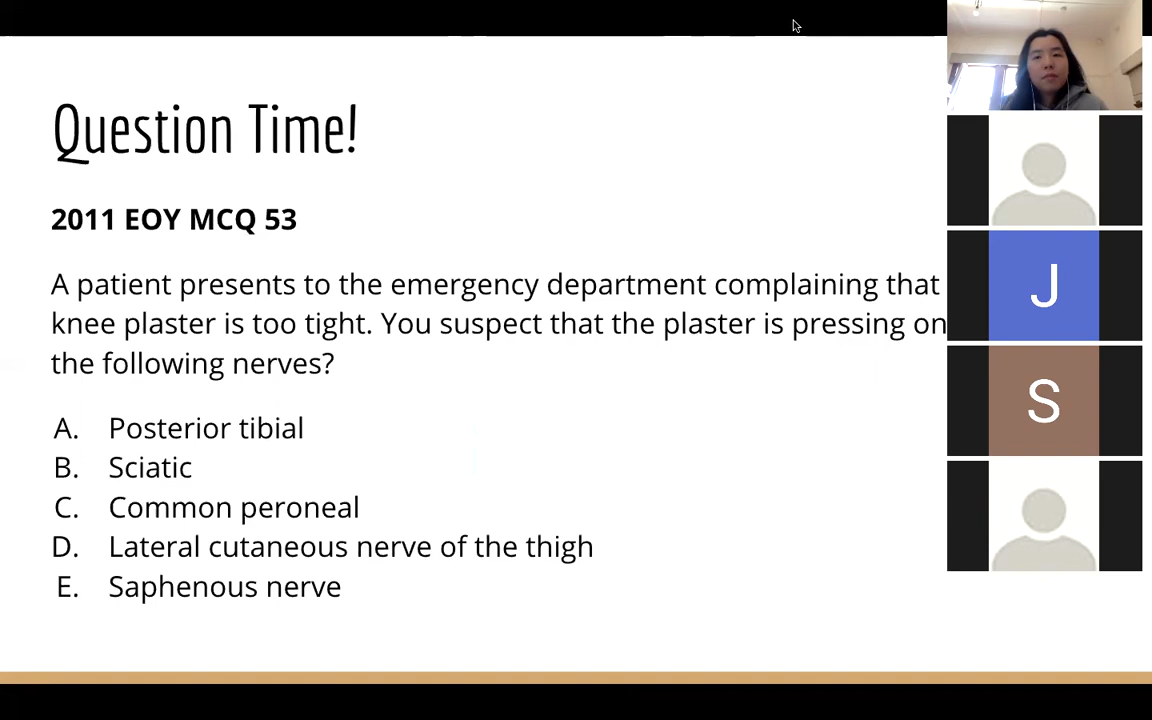 Question Time!
2011 EOY MCQ 53
A patient presents to the emergency department complaining that
knee plaster is too tight. You suspect that the plaster is pressing on
the following nerves?
A. Posterior tibial
B. Sciatic
C. Common peroneal
D. Lateral cutaneous nerve of the thigh
E. Saphenous nerve
J
S